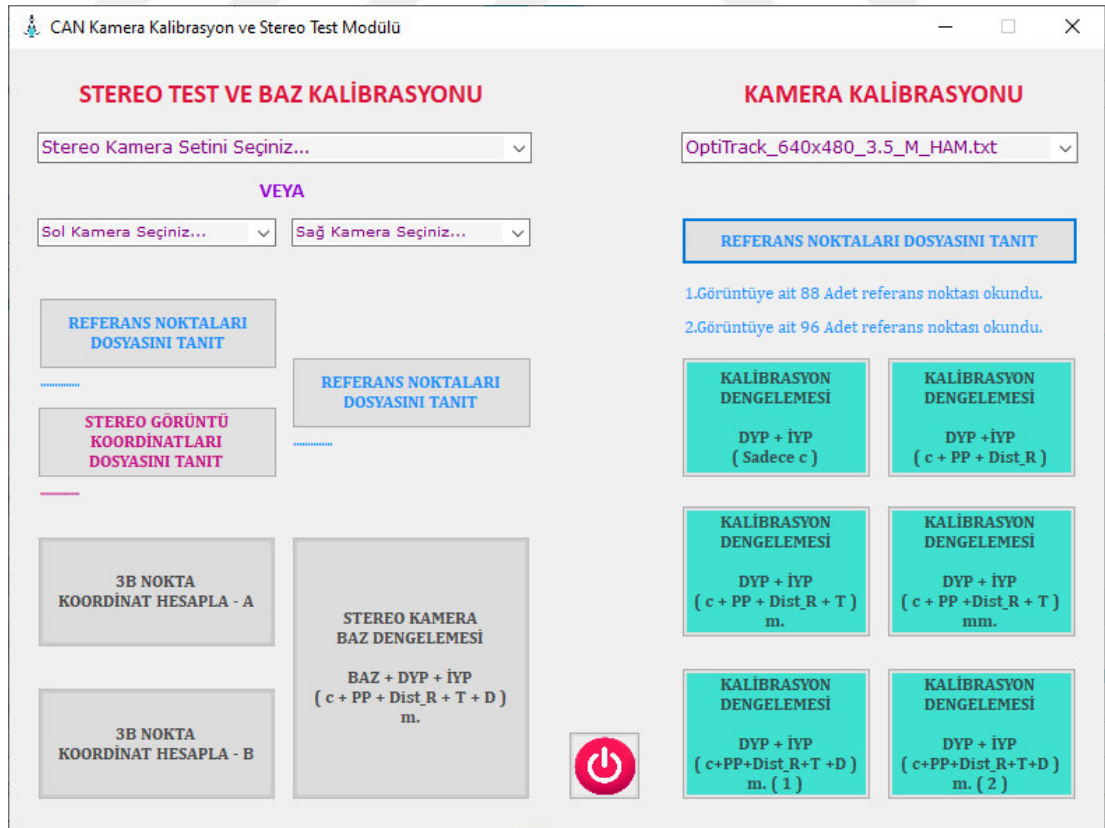 CAN Kamera Kalibrasyon ve Stereo Test Modülü
STEREO TEST VE BAZ KALİBRASYONU
Stereo Kamera Setini Seçiniz...
VEYA
Sol Kamera Seçiniz...
Sağ Kamera Seçiniz...
REFERANS NOKTALARI
DOSYASINI TANIT
.............
STEREO GÖRÜNTÜ
KOORDİNATLARI
DOSYASINI TANIT
.............
REFERANS NOKTALARI
DOSYASINI TANIT
.............
3B NOKTA
KOORDİNAT HESAPLA - A
3B NOKTA
KOORDİNAT HESAPLA - B
STEREO KAMERA
BAZ DENGELEMESİ
BAZ + DYP + İYP
( c + PP + Dist_R + T + D )
m.
KAMERA KALİBRASYONU
OptiTrack_640x480_3.5_M_HAM.txt
REFERANS NOKTALARI DOSYASINI TANIT
1.Görüntüye ait 88 Adet referans noktası okundu.
2.Görüntüye ait 96 Adet referans noktası okundu.
KALİBRASYON
DENGELEMESİ
DYP + İYP
( Sadece c )
KALİBRASYON
DENGELEMESİ
DYP +İYP
( c + PP + Dist_R )
KALİBRASYON
DENGELEMESİ
DYP + İYP
( c + PP + Dist_R + T )
m.
KALİBRASYON
DENGELEMESİ
DYP + İYP
( c + PP +Dist_R + T )
mm.
KALİBRASYON
DENGELEMESİ
DYP + İYP
( c+PP+Dist_R+T +D )
m. ( 1 )
KALİBRASYON
DENGELEMESİ
DYP + İYP
( c+PP+Dist_R+T+D )
m. ( 2 )